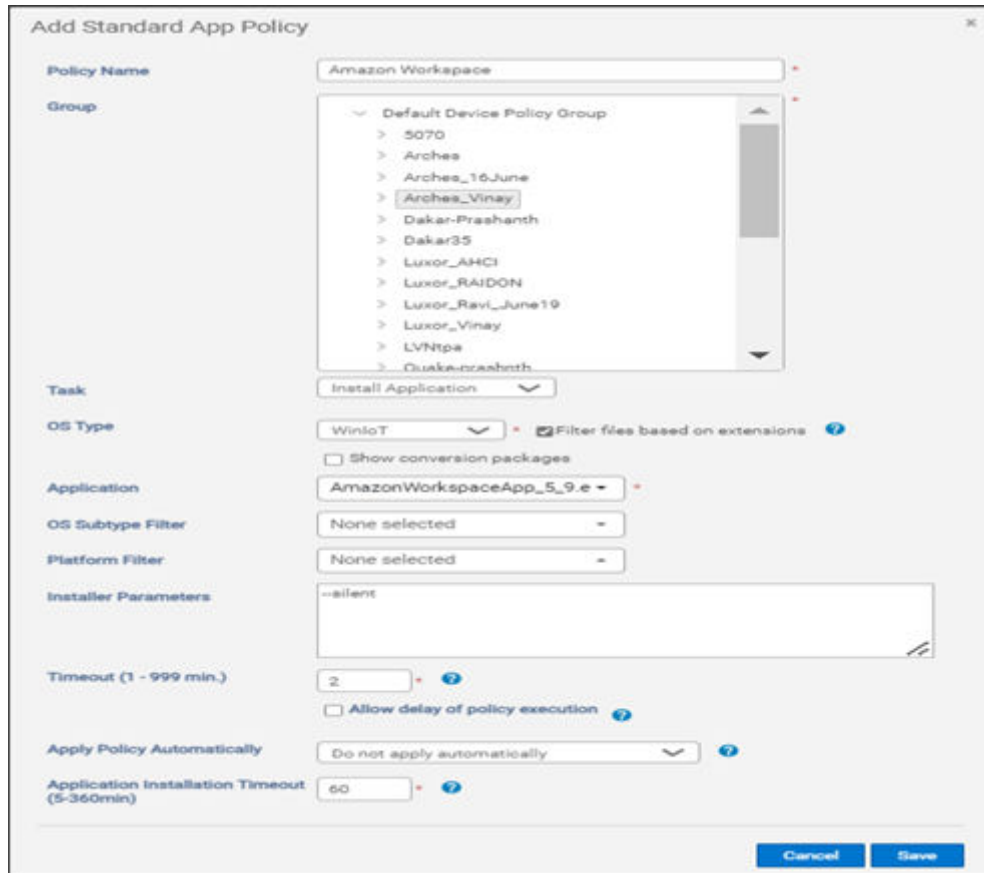 Add Standard App Policy
×
Policy Name
Amazon Workspace
*
Group
*
Default Device Policy Group
5070
Arches
Arches_16June
Arches_Vinay
Dakar-Prashanth
Dakar35
Luxor_AHCI
Luxor_RAIDON
Luxor_Ravi_June19
Luxor_Vinay
LVNtpa
Quake-prashnth
Task
Install Application
OS Type
WinIoT
* Filter files based on extensions ?
Show conversion packages
Application
AmazonWorkspaceApp_5_9.e
*
OS Subtype Filter
None selected
Platform Filter
None selected
Installer Parameters
--silent
Timeout (1 - 999 min.)
2
* ?
Allow delay of policy execution ?
Apply Policy Automatically
Do not apply automatically
?
Application Installation Timeout
(5-360min)
60
* ?
Cancel
Save